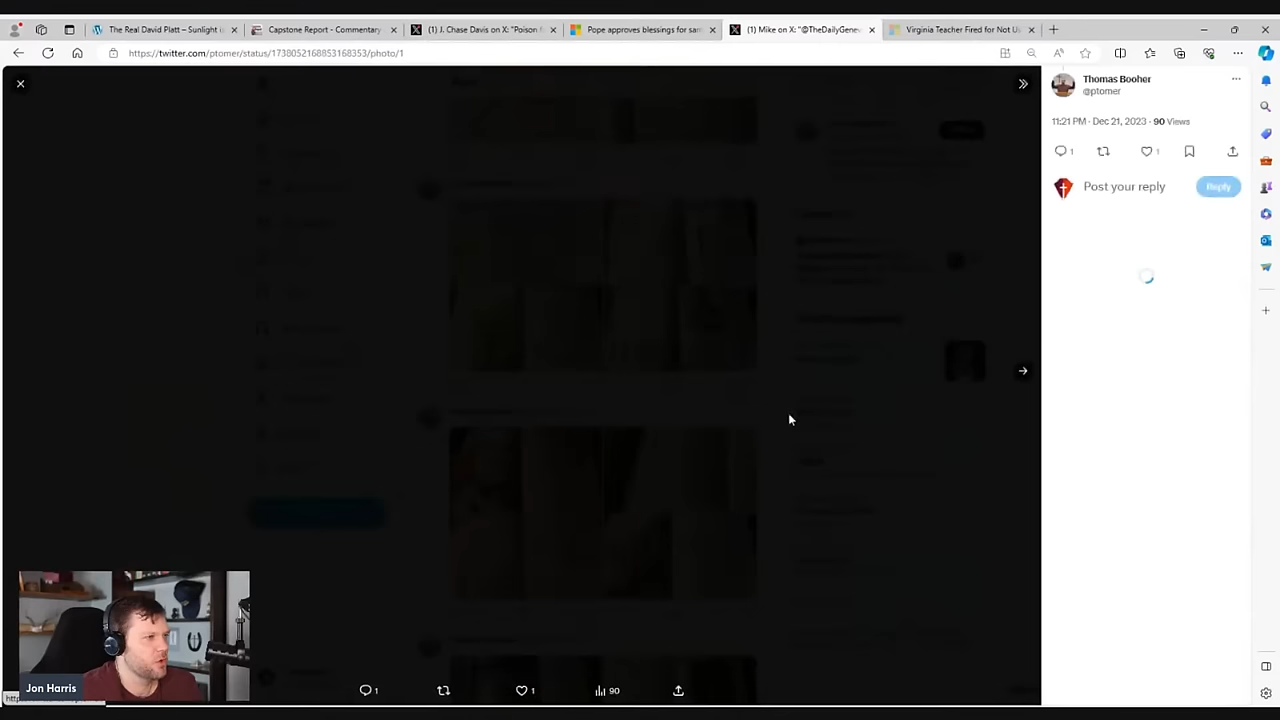 The Real David Platt – Sunlight
Capstone Report - Commentary
(1) J. Chase Davis on X: "Poison
Pope approves blessings for sam
(1) Mike on X: "@TheDailyGenev
Virginia Teacher Fired for Not U
https://twitter.com/ptomer/status/1738052168853168353/photo/1
Thomas Booher
@ptomer
11:21 PM · Dec 21, 2023 · 90 Views
1
1
Post your reply
Reply
Jon Harris
1
1
90